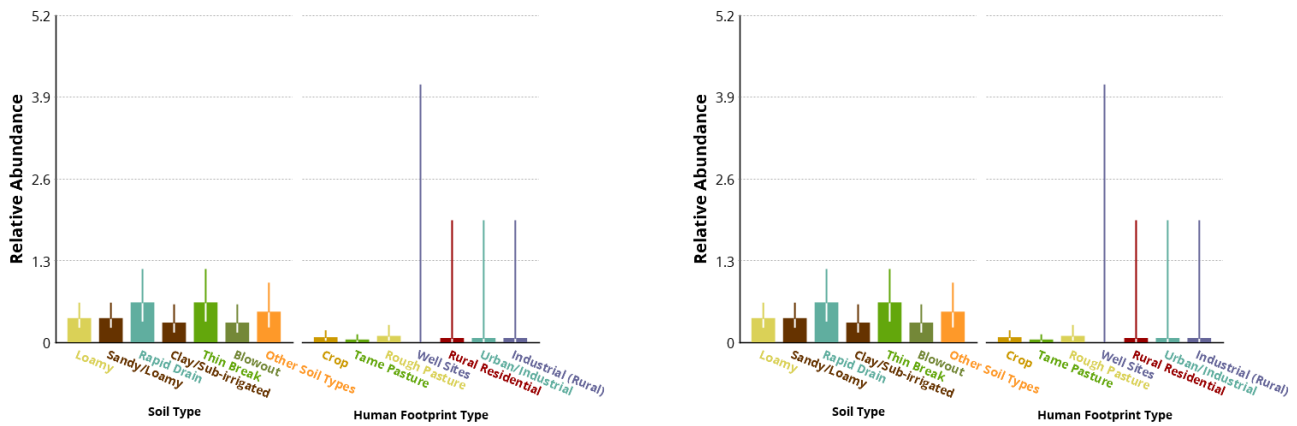 5.2
3.9
2.6
1.3
0
Relative Abundance
Loamy
Sandy/Loamy
Rapid Drain
Clay/Sub-irrigated
Thin Break
Blowout
Other Soil Types
Soil Type
Crop
Tame Pasture
Rough Pasture
Well Sites
Rural Residential
Urban/Industrial
Industrial (Rural)
Human Footprint Type
5.2
3.9
2.6
1.3
0
Relative Abundance
Loamy
Sandy/Loamy
Rapid Drain
Clay/Sub-irrigated
Thin Break
Blowout
Other Soil Types
Soil Type
Crop
Tame Pasture
Rough Pasture
Well Sites
Rural Residential
Urban/Industrial
Industrial (Rural)
Human Footprint Type